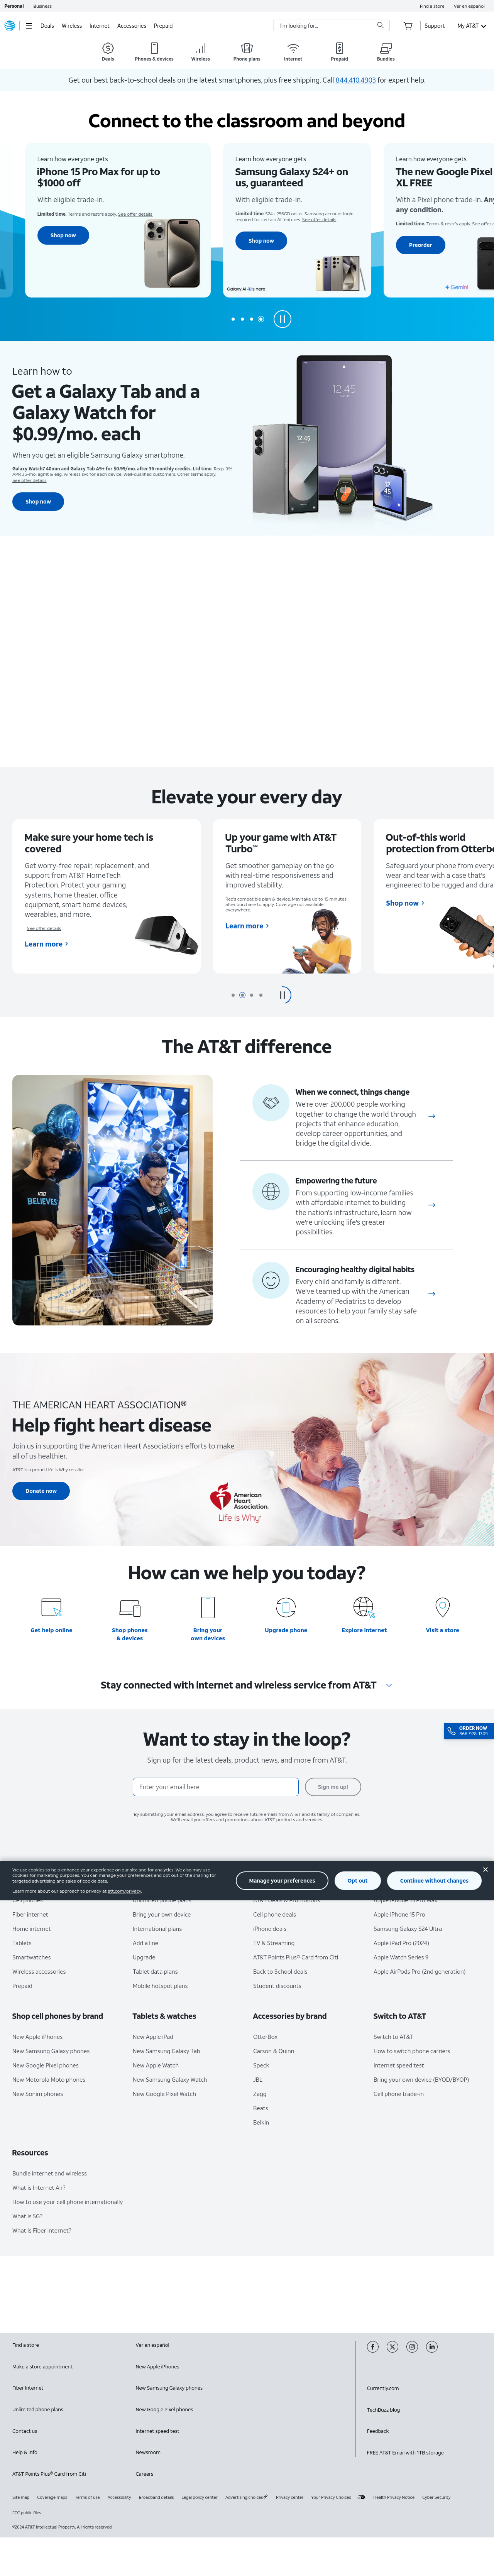 Personal
Business
Find a store
Ver en español
Deals
Wireless
Internet
Accessories
Prepaid
I'm looking for...
Support
My AT&T
Deals
Phones & devices
Wireless
Phone plans
Internet
Prepaid
Bundles
Get our best back-to-school deals on the latest smartphones, plus free shipping. Call 844.410.4903 for expert help.
Connect to the classroom and beyond
Learn how everyone gets
iPhone 15 Pro Max for up to
$1000 off
With eligible trade-in.
Limited time. Terms and restr's apply. See offer details
Shop now
Learn how everyone gets
Samsung Galaxy S24+ on
us, guaranteed
With eligible trade-in.
Limited time. S24+ 256GB on us. Samsung account login
required for certain AI features. See offer details
Shop now
Galaxy AI is here
Learn how everyone gets
The new Google Pixel
XL FREE
With a Pixel phone trade-in. Any
any condition.
Limited time. Terms & restr's apply. See offer
Preorder
Gemini
Learn how to
Get a Galaxy Tab and a
Galaxy Watch for
$0.99/mo. each
When you get an eligible Samsung Galaxy smartphone.
Galaxy Watch7 40mm and Galaxy Tab A9+ for $0.99/mo. after 36 monthly credits. Ltd time. Req's 0%
APR 36-mo. agmt & elig. wireless svc for each device. Well-qualified customers. Other terms apply.
See offer details
Shop now
12:45
12:45
12
45
Elevate your every day
Make sure your home tech is
covered
Get worry-free repair, replacement, and
support from AT&T HomeTech
Protection. Protect your gaming
systems, home theater, office
equipment, smart home devices,
wearables, and more.
See offer details
Learn more
Up your game with AT&T
Turbo℠
Get smoother gameplay on the go
with real-time responsiveness and
improved stability.
Req's compatible plan & device. May take up to 15 minutes
after purchase to apply. Coverage not available
everywhere.
Learn more
Out-of-this world
protection from Otterbo
Safeguard your phone from everyd
wear and tear with a case that's
engineered to be rugged and dura
Shop now
The AT&T difference
AT&T
BELIEVES
When we connect, things change
We're over 200,000 people working
together to change the world through
projects that enhance education,
develop career opportunities, and
bridge the digital divide.
Empowering the future
From supporting low-income families
with affordable internet to building
the nation's infrastructure, learn how
we're unlocking life's greater
possibilities.
Encouraging healthy digital habits
Every child and family is different.
We've teamed up with the American
Academy of Pediatrics to develop
resources to help your family stay safe
on all screens.
THE AMERICAN HEART ASSOCIATION®
Help fight heart disease
Join us in supporting the American Heart Association's efforts to make
all of us healthier.
AT&T is a proud Life Is Why retailer.
Donate now
American
Heart
Association.
Life is Why
How can we help you today?
Get help online
Shop phones
& devices
Bring your
own devices
Upgrade phone
Explore internet
Visit a store
Stay connected with internet and wireless service from AT&T
ORDER NOW
866-928-7309
Want to stay in the loop?
Sign up for the latest deals, product news, and more from AT&T.
Enter your email here
Sign me up!
By submitting your email address, you agree to receive future emails from AT&T and its family of companies.
We'll email you offers and promotions about AT&T products and services.
We use cookies to help enhance your experience on our site and for analytics. We also may use
cookies for marketing purposes. You can manage your preferences and opt out of the sharing for
targeted advertising and sales of cookie data.
Learn more about our approach to privacy at att.com/privacy.
Manage your preferences
Opt out
Continue without changes
Cell phones
Unlimited phone plans
AT&T Deals & Promotions
Apple iPhone 15 Pro Max
Fiber internet
Bring your own device
Cell phone deals
Apple iPhone 15 Pro
Home internet
International plans
iPhone deals
Samsung Galaxy S24 Ultra
Tablets
Add a line
TV & Streaming
Apple iPad Pro (2024)
Smartwatches
Upgrade
AT&T Points Plus® Card from Citi
Apple Watch Series 9
Wireless accessories
Tablet data plans
Back to School deals
Apple AirPods Pro (2nd generation)
Prepaid
Mobile hotspot plans
Student discounts
Shop cell phones by brand
Tablets & watches
Accessories by brand
Switch to AT&T
New Apple iPhones
New Apple iPad
OtterBox
Switch to AT&T
New Samsung Galaxy phones
New Samsung Galaxy Tab
Carson & Quinn
How to switch phone carriers
New Google Pixel phones
New Apple Watch
Speck
Internet speed test
New Motorola Moto phones
New Samsung Galaxy Watch
JBL
Bring your own device (BYOD/BYOP)
New Sonim phones
New Google Pixel Watch
Zagg
Cell phone trade-in
Beats
Belkin
Resources
Bundle internet and wireless
What is Internet Air?
How to use your cell phone internationally
What is 5G?
What is Fiber internet?
Find a store
Make a store appointment
Fiber Internet
Unlimited phone plans
Contact us
Help & info
AT&T Points Plus® Card from Citi
Ver en español
New Apple iPhones
New Samsung Galaxy phones
New Google Pixel phones
Internet speed test
Newsroom
Careers
Currently.com
TechBuzz blog
Feedback
FREE AT&T Email with 1TB storage
Site map
Coverage maps
Terms of use
Accessibility
Broadband details
Legal policy center
Advertising choices
Privacy center
Your Privacy Choices
Health Privacy Notice
Cyber Security
FCC public files
©2024 AT&T Intellectual Property. All rights reserved.